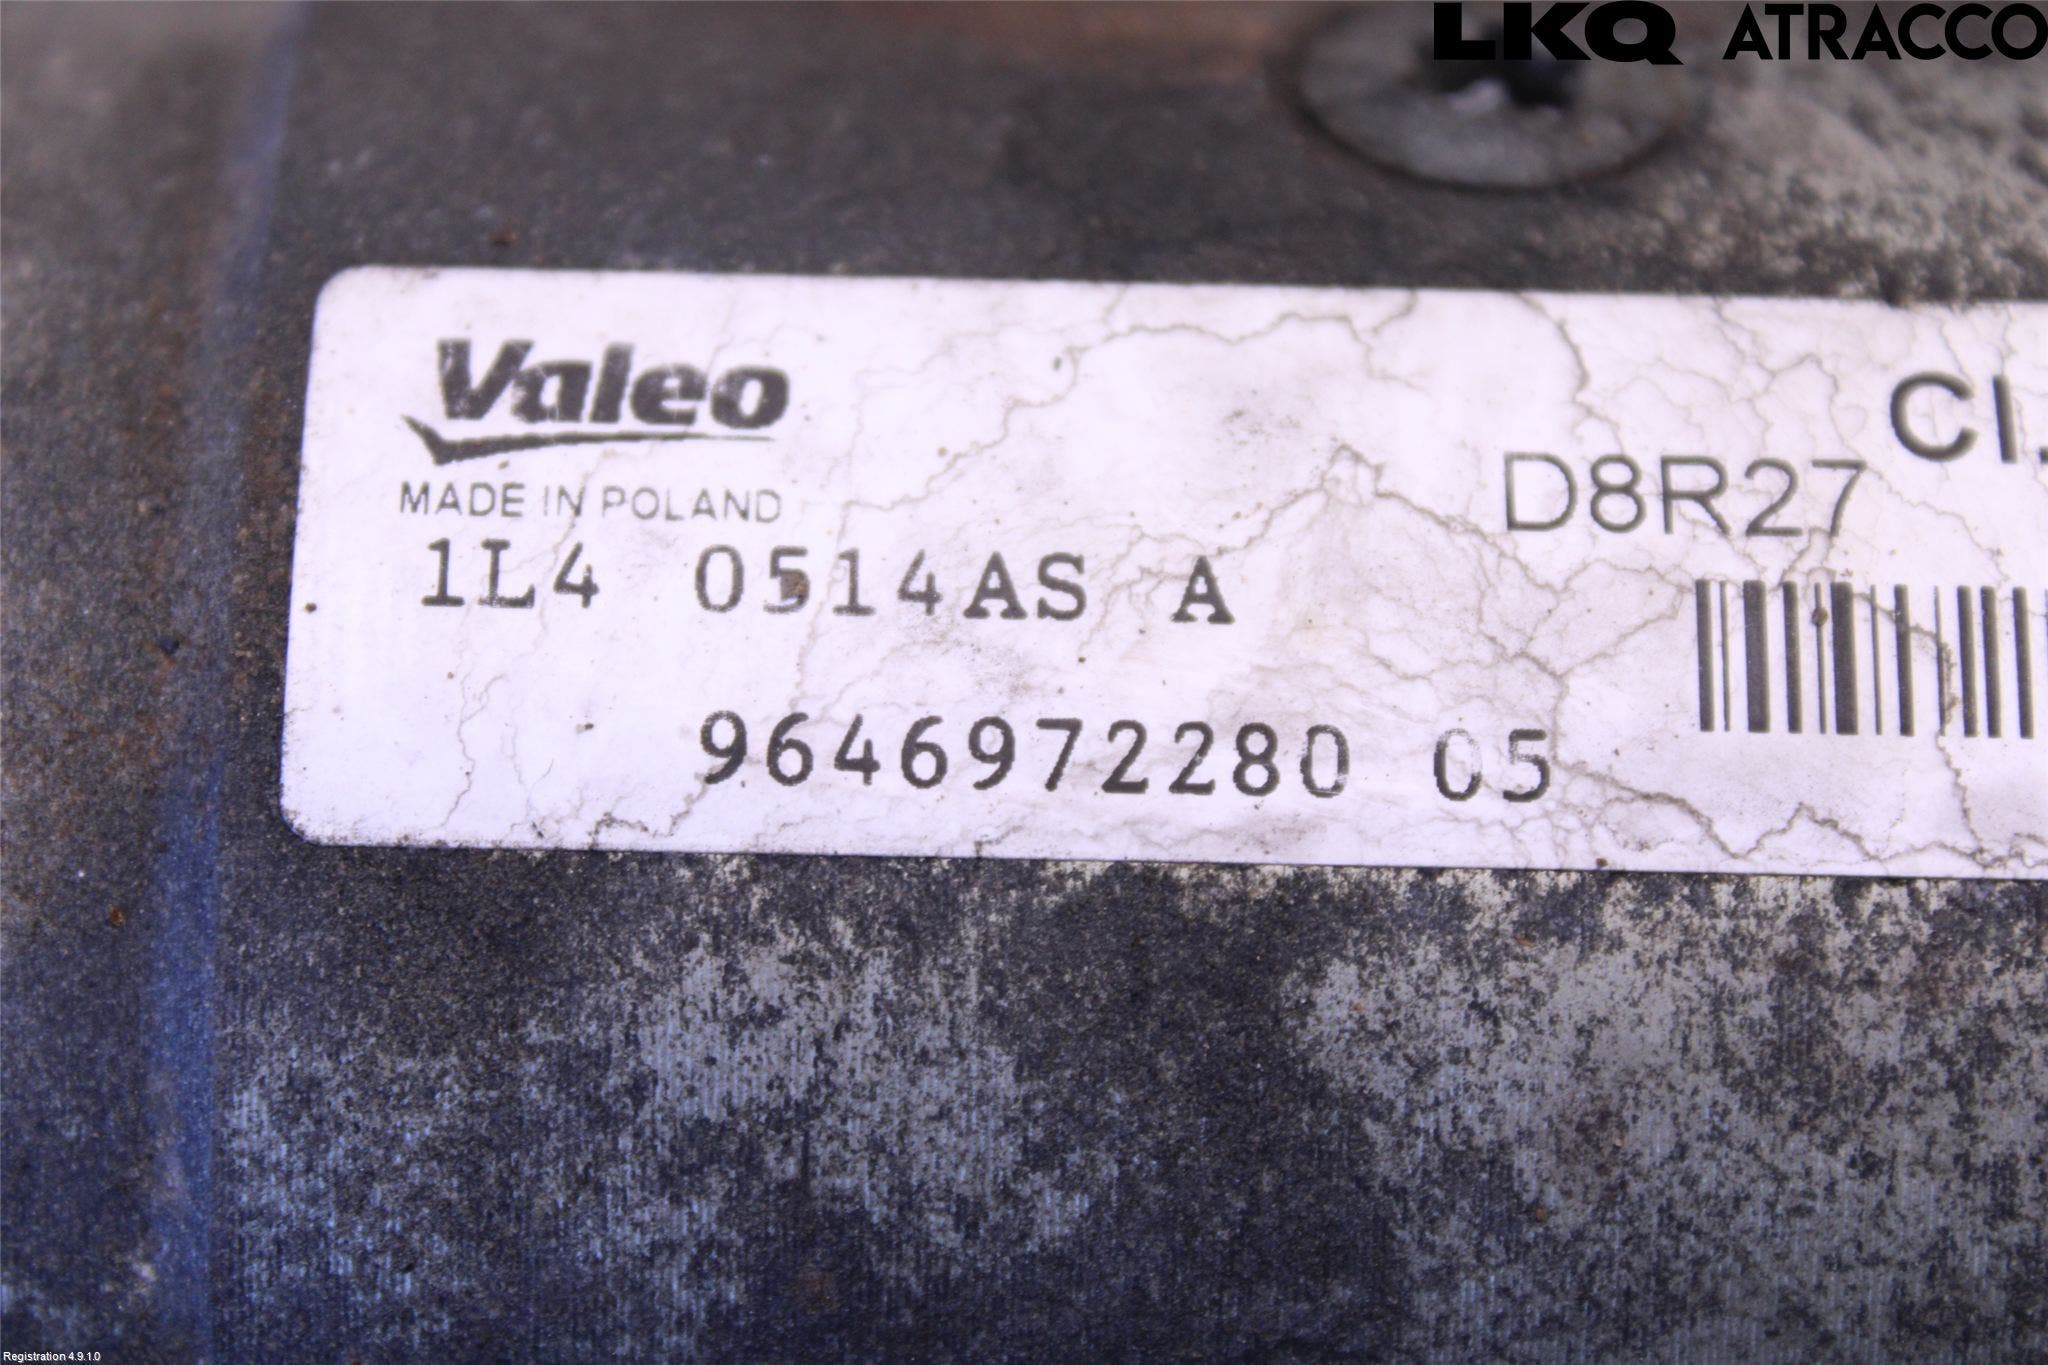 LKQ ATRACCO
Valeo
MADE IN POLAND
D8R27
1L4 0514AS A
9646972280 05
Registration 4.9.1.0